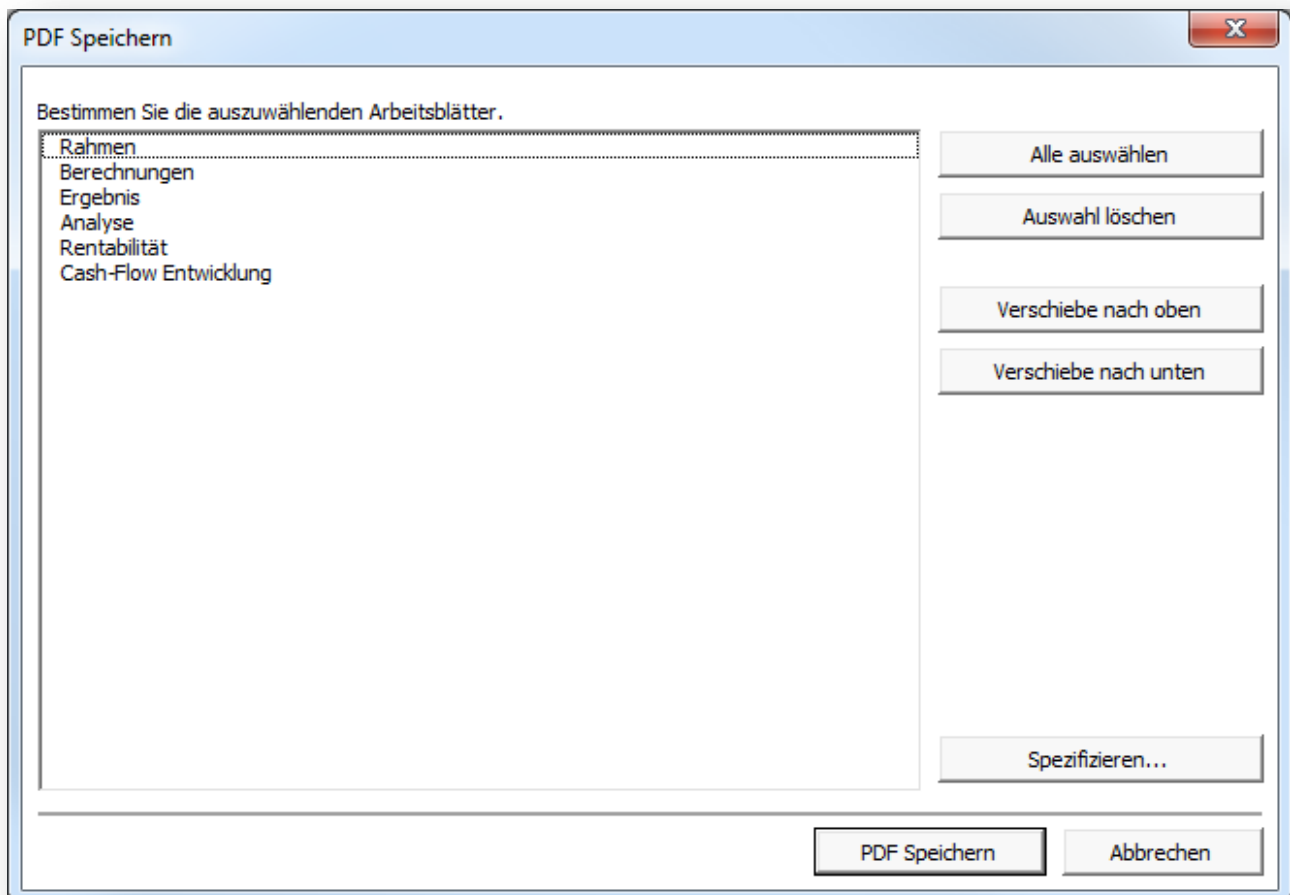 PDF Speichern
Bestimmen Sie die auszuwählenden Arbeitsblätter.
Rahmen
Berechnungen
Ergebnis
Analyse
Rentabilität
Cash-Flow Entwicklung
Alle auswählen
Auswahl löschen
Verschiebe nach oben
Verschiebe nach unten
Spezifizieren...
PDF Speichern
Abbrechen